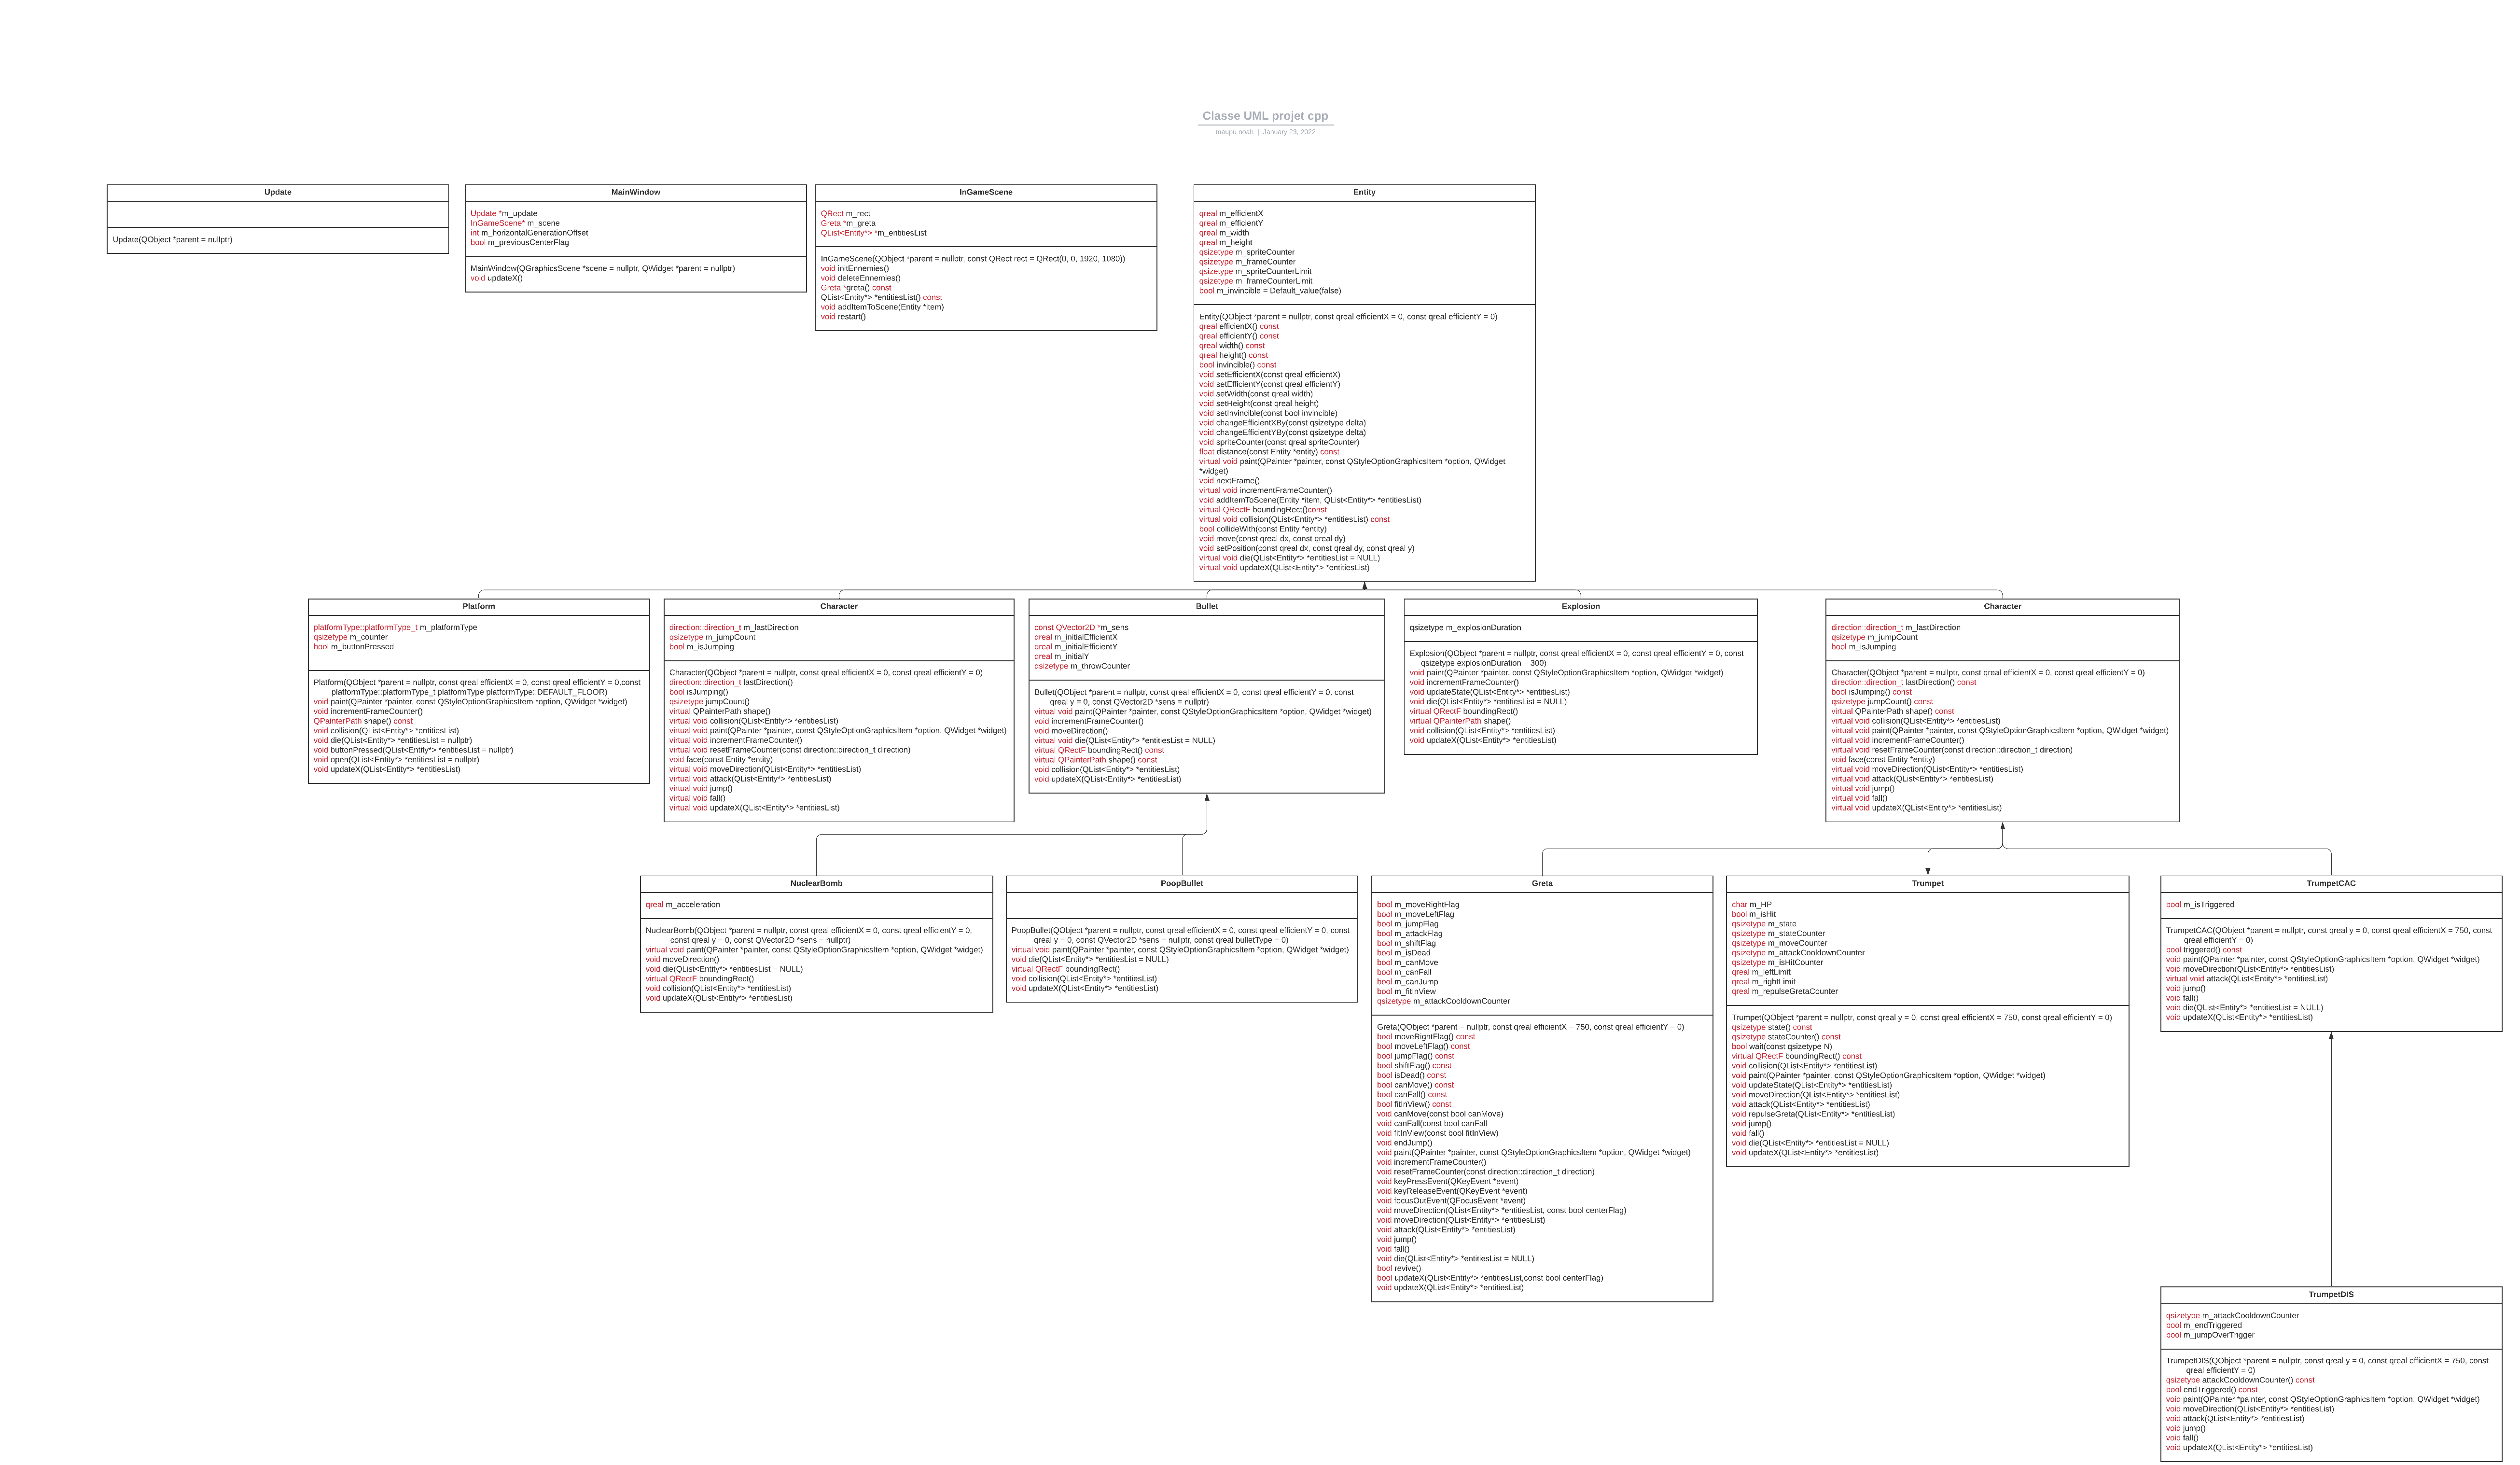 Classe UML projet cpp
maupu noah | January 23, 2022
Update
Update(QObject *parent = nullptr)
MainWindow
Update *m_update
InGameScene* m_scene
int m_horizontalGenerationOffset
bool m_previousCenterFlag
MainWindow(QGraphicsScene *scene = nullptr, QWidget *parent = nullptr)
void updateX()
InGameScene
QRect m_rect
Greta *m_greta
QList<Entity*> *m_entitiesList
InGameScene(QObject *parent = nullptr, const QRect rect = QRect(0, 0, 1920, 1080))
void initEnnemies()
void deleteEnnemies()
Greta *greta() const
QList<Entity*> *entitiesList() const
void addItemToScene(Entity *item)
void restart()
Entity
qreal m_efficientX
qreal m_efficientY
qreal m_width
qreal m_height
qsizetype m_spriteCounter
qsizetype m_frameCounter
qsizetype m_spriteCounterLimit
qsizetype m_frameCounterLimit
bool m_invincible = Default_value(false)
Entity(QObject *parent = nullptr, const qreal efficientX = 0, const qreal efficientY = 0)
qreal efficientX() const
qreal efficientY() const
qreal width() const
qreal height() const
bool invincible() const
void setEfficientX(const qreal efficientX)
void setEfficientY(const qreal efficientY)
void setWidth(const qreal width)
void setHeight(const qreal height)
void setInvincible(const bool invincible)
void changeEfficientXBy(const qsizetype delta)
void changeEfficientYBy(const qsizetype delta)
void spriteCounter(const qreal spriteCounter)
float distance(const Entity *entity) const
virtual void paint(QPainter *painter, const QStyleOptionGraphicsItem *option, QWidget
*widget)
void nextFrame()
virtual void incrementFrameCounter()
void addItemToScene(Entity *item, QList<Entity*> *entitiesList)
virtual QRectF boundingRect()const
virtual void collision(QList<Entity*> *entitiesList) const
bool collideWith(const Entity *entity)
void move(const qreal dx, const qreal dy)
void setPosition(const qreal dx, const qreal dy, const qreal y)
virtual void die(QList<Entity*> *entitiesList = NULL)
virtual void updateX(QList<Entity*> *entitiesList)
Platform
platformType::platformType_t m_platformType
qsizetype m_counter
bool m_buttonPressed
Platform(QObject *parent = nullptr, const qreal efficientX = 0, const qreal efficientY = 0,const
platformType::platformType_t platformType platformType::DEFAULT_FLOOR)
void paint(QPainter *painter, const QStyleOptionGraphicsItem *option, QWidget *widget)
void incrementFrameCounter()
QPainterPath shape() const
void collision(QList<Entity*> *entitiesList)
void die(QList<Entity*> *entitiesList = nullptr)
void buttonPressed(QList<Entity*> *entitiesList = nullptr)
void open(QList<Entity*> *entitiesList = nullptr)
void updateX(QList<Entity*> *entitiesList)
Character
direction::direction_t m_lastDirection
qsizetype m_jumpCount
bool m_isJumping
Character(QObject *parent = nullptr, const qreal efficientX = 0, const qreal efficientY = 0)
direction::direction_t lastDirection()
bool isJumping()
qsizetype jumpCount()
virtual QPainterPath shape()
virtual void collision(QList<Entity*> *entitiesList)
virtual void paint(QPainter *painter, const QStyleOptionGraphicsItem *option, QWidget *widget)
virtual void incrementFrameCounter()
virtual void resetFrameCounter(const direction::direction_t direction)
void face(const Entity *entity)
virtual void moveDirection(QList<Entity*> *entitiesList)
virtual void attack(QList<Entity*> *entitiesList)
virtual void jump()
virtual void fall()
virtual void updateX(QList<Entity*> *entitiesList)
Bullet
const QVector2D *m_sens
qreal m_initialEfficientX
qreal m_initialEfficientY
qreal m_initialY
qsizetype m_throwCounter
Bullet(QObject *parent = nullptr, const qreal efficientX = 0, const qreal efficientY = 0, const
qreal y = 0, const QVector2D *sens = nullptr)
virtual void paint(QPainter *painter, const QStyleOptionGraphicsItem *option, QWidget *widget)
void incrementFrameCounter()
void moveDirection()
virtual void die(QList<Entity*> *entitiesList = NULL)
virtual QRectF boundingRect() const
virtual QPainterPath shape() const
void collision(QList<Entity*> *entitiesList)
void updateX(QList<Entity*> *entitiesList)
Explosion
qsizetype m_explosionDuration
Explosion(QObject *parent = nullptr, const qreal efficientX = 0, const qreal efficientY = 0, const
qsizetype explosionDuration = 300)
void paint(QPainter *painter, const QStyleOptionGraphicsItem *option, QWidget *widget)
void incrementFrameCounter()
void updateState(QList<Entity*> *entitiesList)
void die(QList<Entity*> *entitiesList = NULL)
virtual QRectF boundingRect()
virtual QPainterPath shape()
void collision(QList<Entity*> *entitiesList)
void updateX(QList<Entity*> *entitiesList)
Character
direction::direction_t m_lastDirection
qsizetype m_jumpCount
bool m_isJumping
Character(QObject *parent = nullptr, const qreal efficientX = 0, const qreal efficientY = 0)
direction::direction_t lastDirection() const
bool isJumping() const
qsizetype jumpCount() const
virtual QPainterPath shape() const
virtual void collision(QList<Entity*> *entitiesList)
virtual void paint(QPainter *painter, const QStyleOptionGraphicsItem *option, QWidget *widget)
virtual void incrementFrameCounter()
virtual void resetFrameCounter(const direction::direction_t direction)
void face(const Entity *entity)
virtual void moveDirection(QList<Entity*> *entitiesList)
virtual void attack(QList<Entity*> *entitiesList)
virtual void jump()
virtual void fall()
virtual void updateX(QList<Entity*> *entitiesList)
NuclearBomb
qreal m_acceleration
NuclearBomb(QObject *parent = nullptr, const qreal efficientX = 0, const qreal efficientY = 0,
const qreal y = 0, const QVector2D *sens = nullptr)
virtual void paint(QPainter *painter, const QStyleOptionGraphicsItem *option, QWidget *widget)
void moveDirection()
void die(QList<Entity*> *entitiesList = NULL)
virtual QRectF boundingRect()
void collision(QList<Entity*> *entitiesList)
void updateX(QList<Entity*> *entitiesList)
PoopBullet
PoopBullet(QObject *parent = nullptr, const qreal efficientX = 0, const qreal efficientY = 0, const
qreal y = 0, const QVector2D *sens = nullptr, const qreal bulletType = 0)
virtual void paint(QPainter *painter, const QStyleOptionGraphicsItem *option, QWidget *widget)
void die(QList<Entity*> *entitiesList = NULL)
virtual QRectF boundingRect()
void collision(QList<Entity*> *entitiesList)
void updateX(QList<Entity*> *entitiesList)
Greta
bool m_moveRightFlag
bool m_moveLeftFlag
bool m_jumpFlag
bool m_attackFlag
bool m_shiftFlag
bool m_isDead
bool m_canMove
bool m_canFall
bool m_canJump
bool m_fitInView
qsizetype m_attackCooldownCounter
Greta(QObject *parent = nullptr, const qreal efficientX = 750, const qreal efficientY = 0)
bool moveRightFlag() const
bool moveLeftFlag() const
bool jumpFlag() const
bool shiftFlag() const
bool isDead() const
bool canMove() const
bool canFall() const
bool fitInView() const
void canMove(const bool canMove)
void canFall(const bool canFall
void fitInView(const bool fitInView)
void endJump()
void paint(QPainter *painter, const QStyleOptionGraphicsItem *option, QWidget *widget)
void incrementFrameCounter()
void resetFrameCounter(const direction::direction_t direction)
void keyPressEvent(QKeyEvent *event)
void keyReleaseEvent(QKeyEvent *event)
void focusOutEvent(QFocusEvent *event)
void moveDirection(QList<Entity*> *entitiesList, const bool centerFlag)
void moveDirection(QList<Entity*> *entitiesList)
void attack(QList<Entity*> *entitiesList)
void jump()
void fall()
void die(QList<Entity*> *entitiesList = NULL)
bool revive()
bool updateX(QList<Entity*> *entitiesList,const bool centerFlag)
void updateX(QList<Entity*> *entitiesList)
Trumpet
char m_HP
bool m_isHit
qsizetype m_state
qsizetype m_stateCounter
qsizetype m_moveCounter
qsizetype m_attackCooldownCounter
qsizetype m_isHitCounter
qreal m_leftLimit
qreal m_rightLimit
qreal m_repulseGretaCounter
Trumpet(QObject *parent = nullptr, const qreal y = 0, const qreal efficientX = 750, const qreal efficientY = 0)
qsizetype state() const
qsizetype stateCounter() const
bool wait(const qsizetype N)
virtual QRectF boundingRect() const
void collision(QList<Entity*> *entitiesList)
void paint(QPainter *painter, const QStyleOptionGraphicsItem *option, QWidget *widget)
void updateState(QList<Entity*> *entitiesList)
void moveDirection(QList<Entity*> *entitiesList)
void attack(QList<Entity*> *entitiesList)
void repulseGreta(QList<Entity*> *entitiesList)
void jump()
void fall()
void die(QList<Entity*> *entitiesList = NULL)
void updateX(QList<Entity*> *entitiesList)
TrumpetCAC
bool m_isTriggered
TrumpetCAC(QObject *parent = nullptr, const qreal y = 0, const qreal efficientX = 750, const
qreal efficientY = 0)
bool triggered() const
void paint(QPainter *painter, const QStyleOptionGraphicsItem *option, QWidget *widget)
void moveDirection(QList<Entity*> *entitiesList)
virtual void attack(QList<Entity*> *entitiesList)
void jump()
void fall()
void die(QList<Entity*> *entitiesList = NULL)
void updateX(QList<Entity*> *entitiesList)
TrumpetDIS
qsizetype m_attackCooldownCounter
bool m_endTriggered
bool m_jumpOverTrigger
TrumpetDIS(QObject *parent = nullptr, const qreal y = 0, const qreal efficientX = 750, const
qreal efficientY = 0)
qsizetype attackCooldownCounter() const
bool endTriggered() const
void paint(QPainter *painter, const QStyleOptionGraphicsItem *option, QWidget *widget)
void moveDirection(QList<Entity*> *entitiesList)
void attack(QList<Entity*> *entitiesList)
void jump()
void fall()
void updateX(QList<Entity*> *entitiesList)